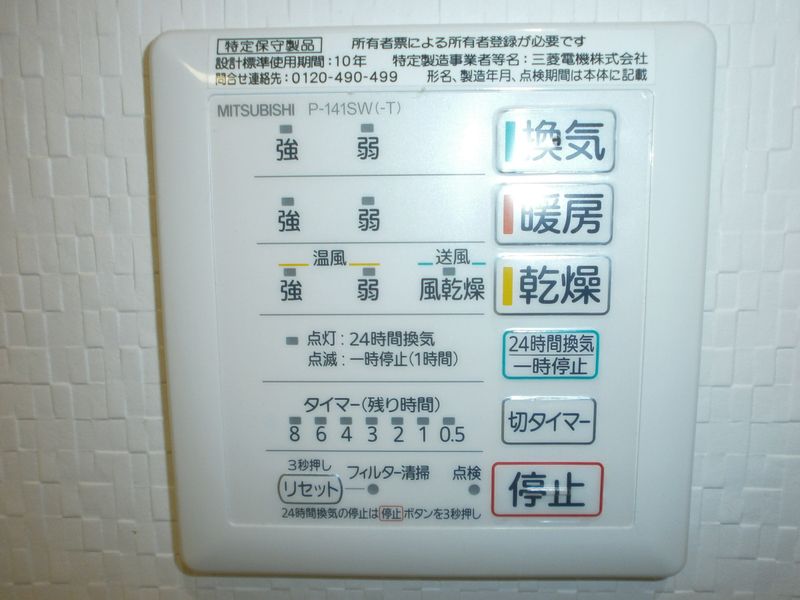 特定保守製品 所有者票による所有者登録が必要です
設計標準使用期間:10年 特定製造事業者等名:三菱電機株式会社
問合せ連絡先:0120-490-499 形名、製造年月、点検期間は本体に記載
MITSUBISHI P-141SW(-T)
強 弱 換気
強 弱 暖房
温風 送風
強 弱 風乾燥 乾燥
点灯:24時間換気
点滅:一時停止(1時間)
24時間換気
一時停止
タイマー(残り時間)
8 6 4 3 2 1 0.5
切タイマー
3秒押し
リセット フィルター清掃 点検
停止
24時間換気の停止は停止ボタンを3秒押し